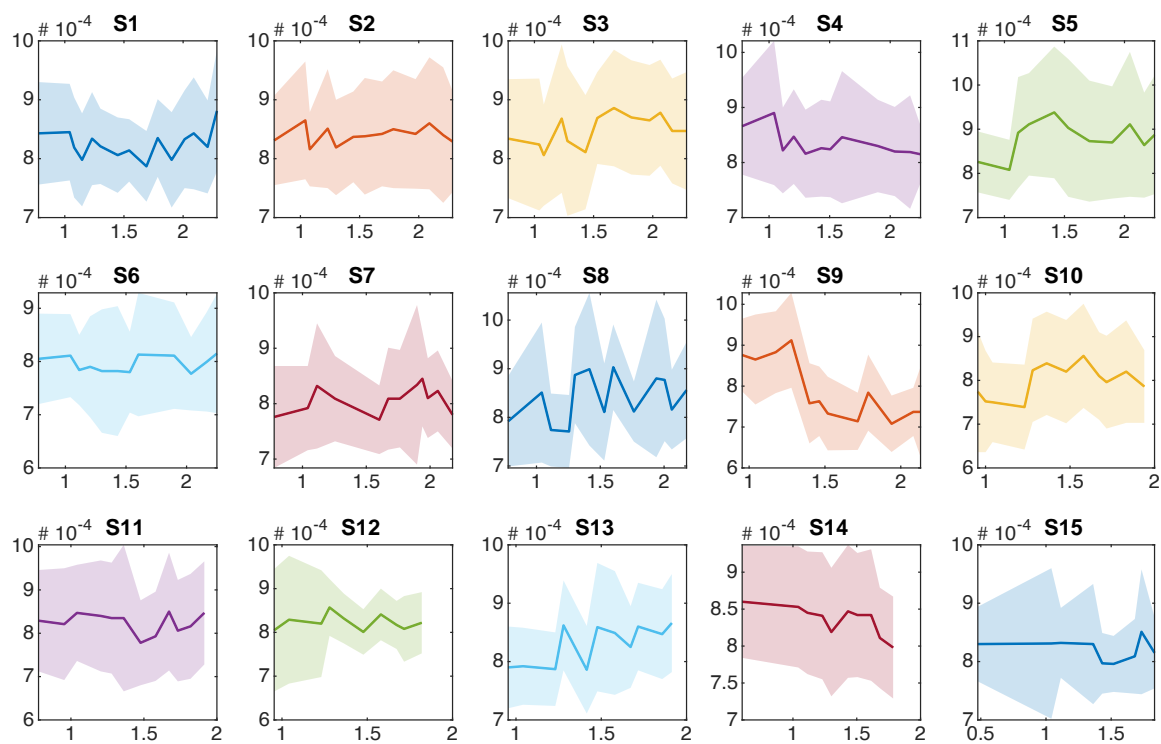 # 10^-4 S1 # 10^-4 S2 # 10^-4 S3 # 10^-4 S4 # 10^-4 S5
10 10 10 10 11
9 9 9 9 10
8 8 8 8 9
7 7 7 7 8
7
1 1.5 2 1 1.5 2 1 1.5 2 1 1.5 2 1 1.5 2
# 10^-4 S6 # 10^-4 S7 # 10^-4 S8 # 10^-4 S9 # 10^-4 S10
9 10 10 10 10
8 9 9 9 9
7 8 8 8 8
6 7 7 7 7
6 6
1 1.5 2 1 1.5 2 1 1.5 2 1 1.5 2 1 1.5 2
# 10^-4 S11 # 10^-4 S12 # 10^-4 S13 # 10^-4 S14 # 10^-4 S15
10 10 10 9 10
9 9 9 8.5 9
8 8 8 8 8
7 7 7 7.5 7
6 6 7
1 1.5 2 1 1.5 2 1 1.5 2 1 1.5 2 0.5 1 1.5